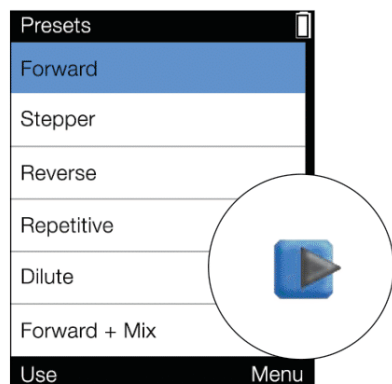 Presets
Forward
Stepper
Reverse
Repetitive
Dilute
Forward + Mix
Use Menu